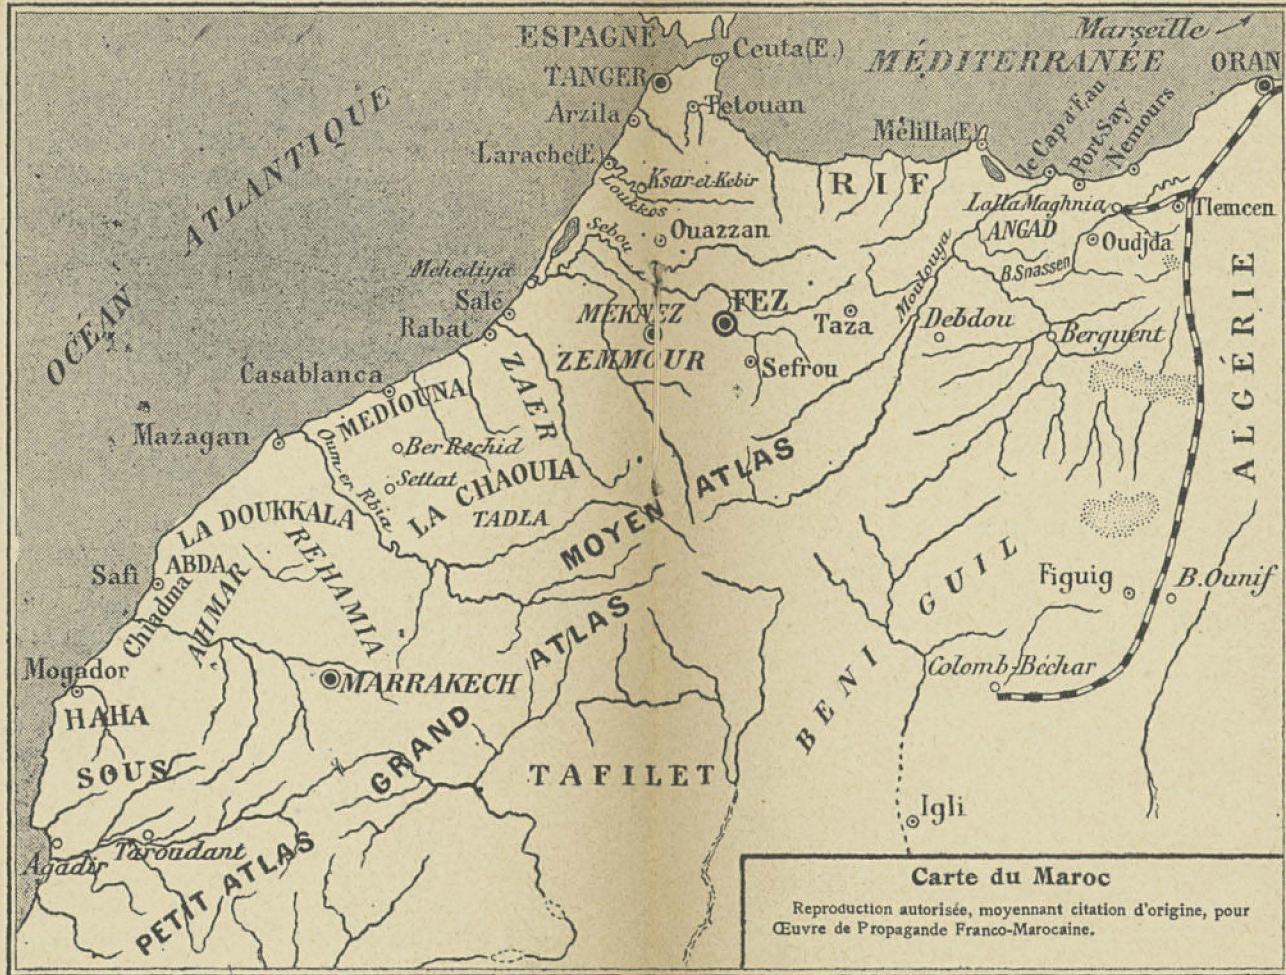 Marseille
ESPAGNE
Ceuta (E.)
MÉDITERRANÉE
ORAN
TANGER
Arzila
Tetouan
Larache (E)
Mélilla (E)
le Cap d'Eau
Port-Say
Nemours
OCÉAN ATLANTIQUE
Ksar-el-Kebir
Loukkos
RIF
Lalla Maghnia
Tlemcen
Sebou
Ouazzan
ANGAD
Oudjda
Moulouya
B. Snassen
Mehediya
Salé
Rabat
MEKNEZ
FEZ
Taza
Debdou
Berguent
ZEMMOUR
Sefrou
ZAER
ALGÉRIE
Casablanca
MEDIOUNA
Mazagan
Ber Rechid
Oum-er Rbia
Settat
LA CHAOUIA
TADLA
MOYEN ATLAS
LA DOUKKALA
REHAMIA
ABDA
Safi
Chiadma
AHMAR
BENI GUIL
Figuig
B. Ounif
Colomb-Béchar
Mogador
MARRAKECH
GRAND ATLAS
HAHA
SOUS
TAFILET
Igli
Agadir
Taroudant
PETIT ATLAS
Carte du Maroc
Reproduction autorisée, moyennant citation d'origine, pour
Œuvre de Propagande Franco-Marocaine.